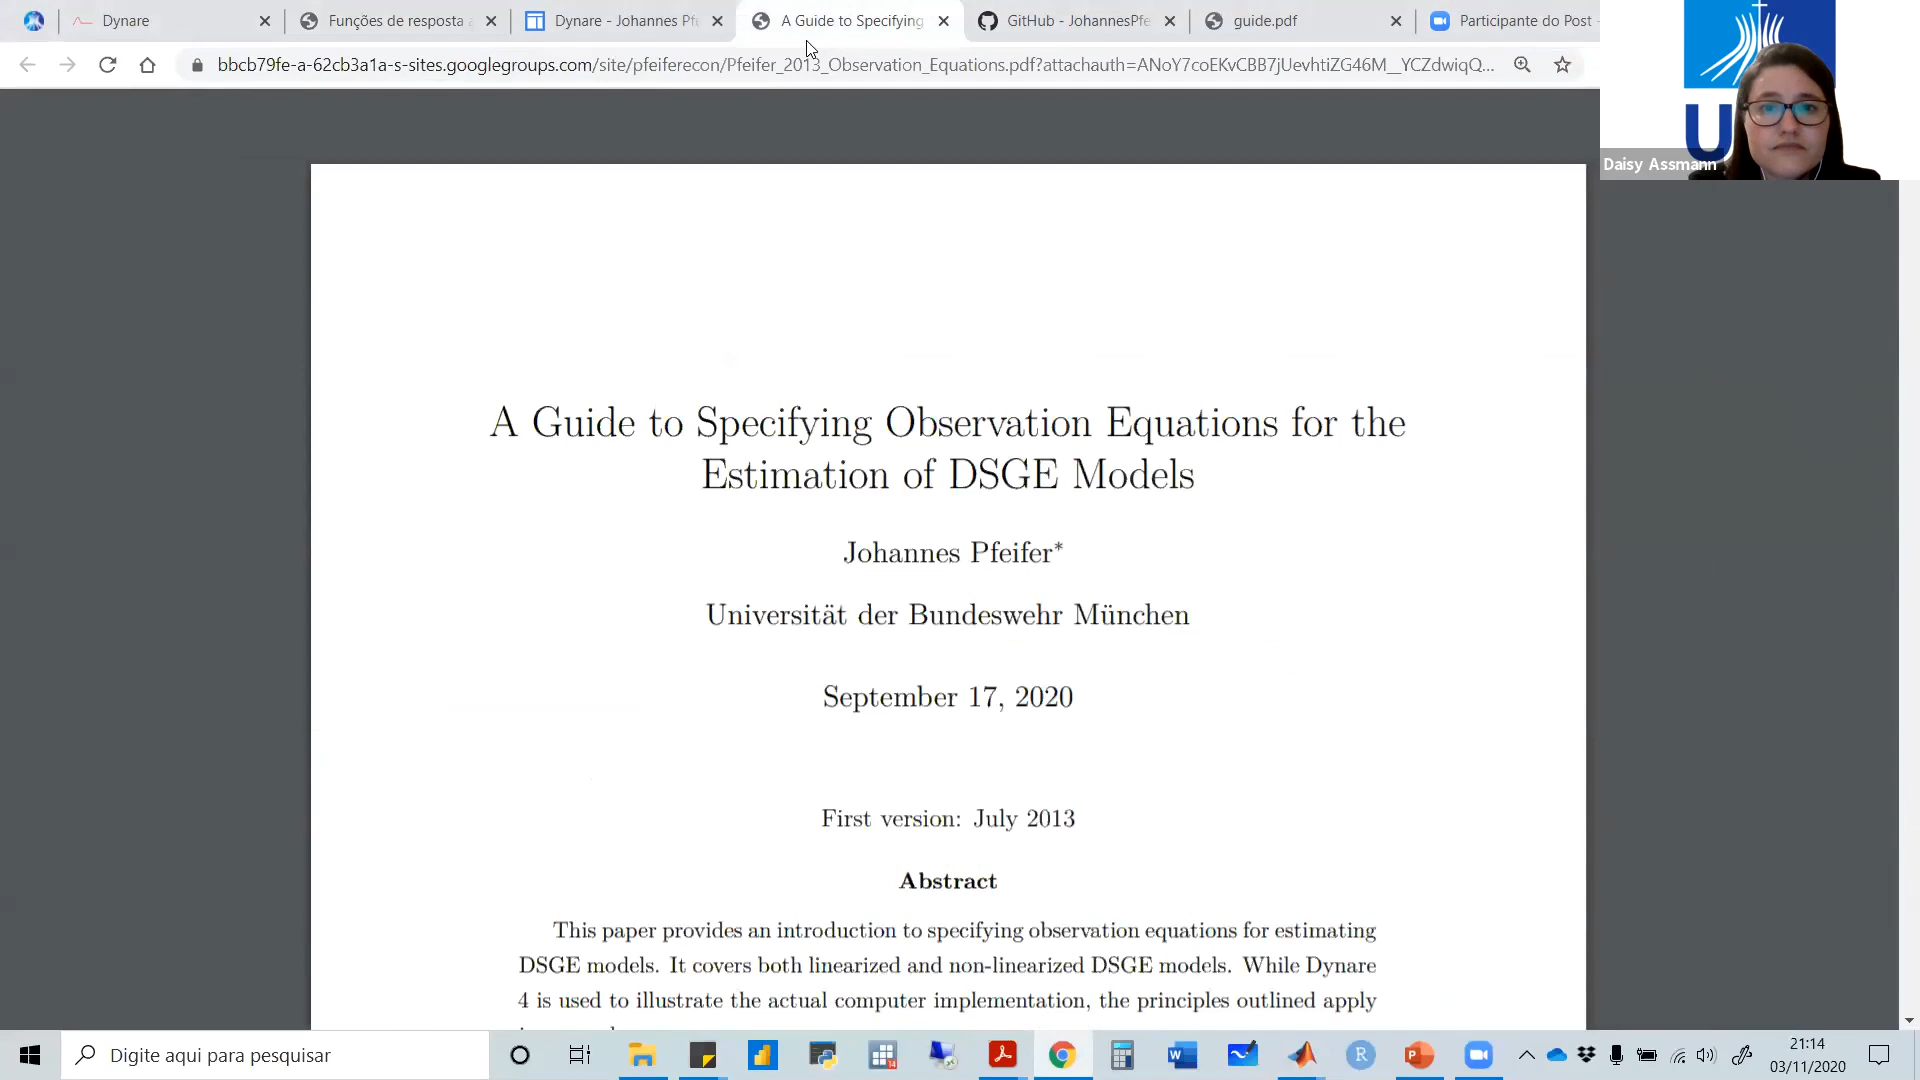 Dynare
Funções de resposta a
Dynare - Johannes Pfe
A Guide to Specifying
GitHub - JohannesPfe
guide.pdf
Participante do Post -
bbcb79fe-a-62cb3a1a-s-sites.googlegroups.com/site/pfeiferecon/Pfeifer_2013_Observation_Equations.pdf?attachauth=ANoY7coEKvCBB7jUevhtiZG46M__YCZdwiqQ...
U
Daisy Assmann
A Guide to Specifying Observation Equations for the
Estimation of DSGE Models
Johannes Pfeifer*
Universität der Bundeswehr München
September 17, 2020
First version: July 2013
Abstract
This paper provides an introduction to specifying observation equations for estimating
DSGE models. It covers both linearized and non-linearized DSGE models. While Dynare
4 is used to illustrate the actual computer implementation, the principles outlined apply
Digite aqui para pesquisar
21:14
03/11/2020